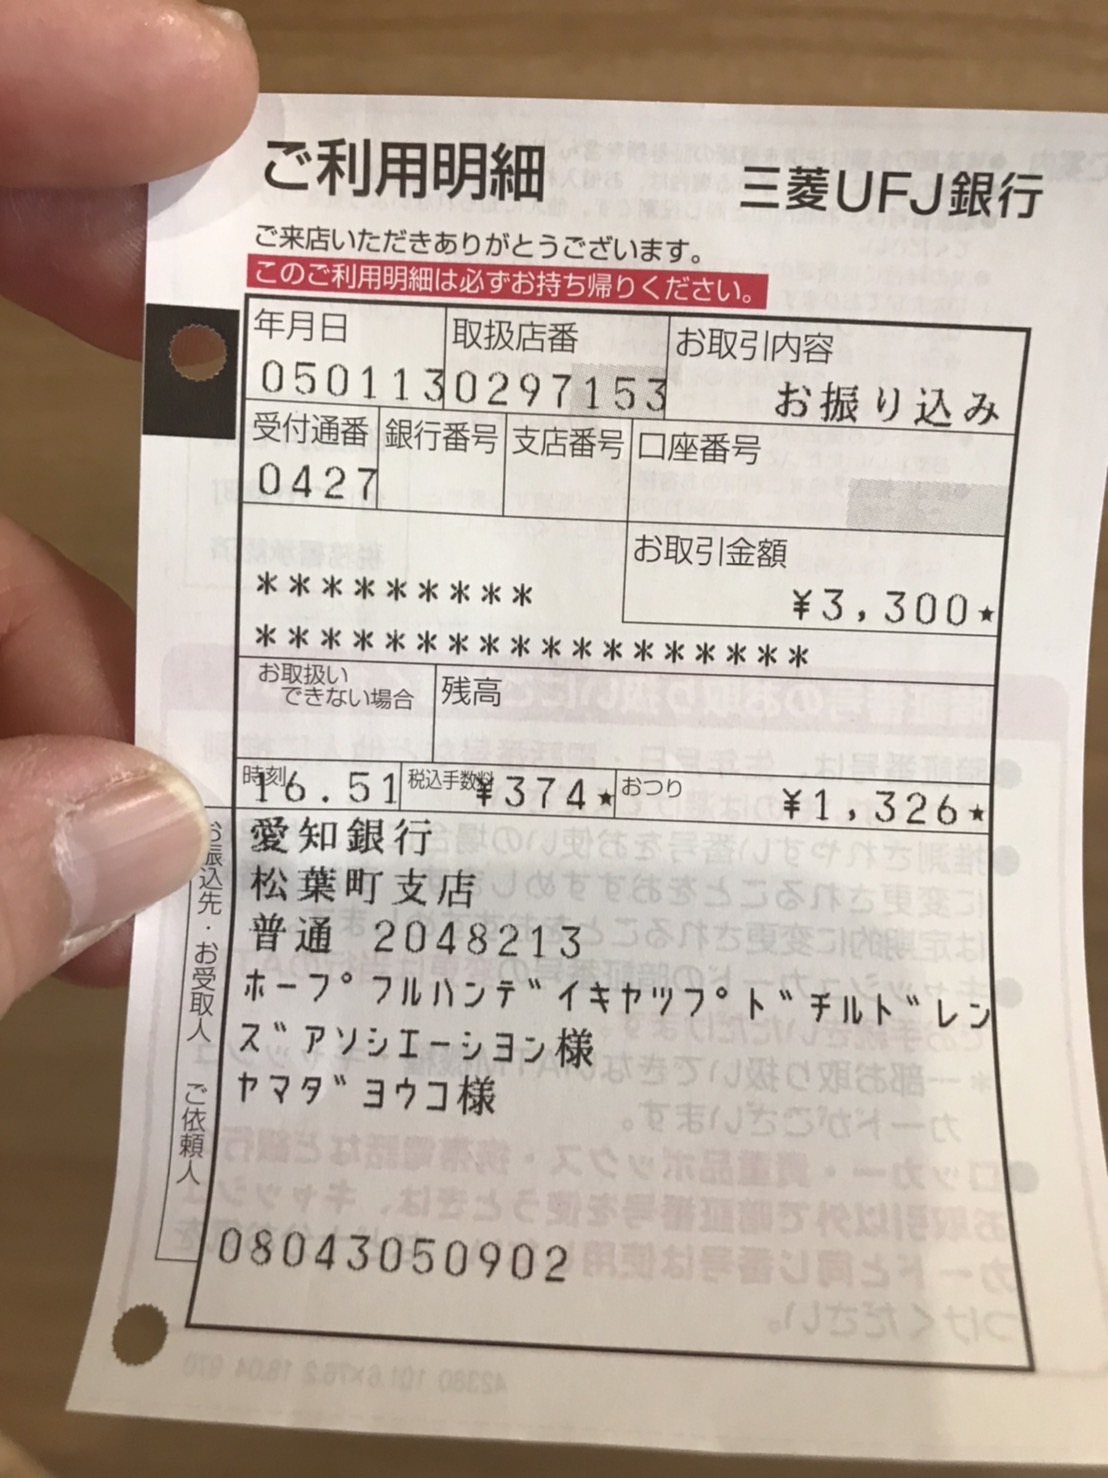 ご利用明細 三菱UFJ銀行
ご来店いただきありがとうございます。
このご利用明細は必ずお持ち帰りください。
年月日 取扱店番 お取引内容
050113 0297153 お振り込み
受付通番 銀行番号 支店番号 口座番号
0427
お取引金額
********* ¥3,300★
******************
お取扱いできない場合 残高
時刻 税込手数料 おつり
16.51 ¥374★ ¥1,326★
お振込先・お受取人 ご依頼人
愛知銀行
松葉町支店
普通 2048213
ホープフルハンデイキヤツプドチルドレン
ズアソシエーシヨン様
ヤマダヨウコ様
08043050902